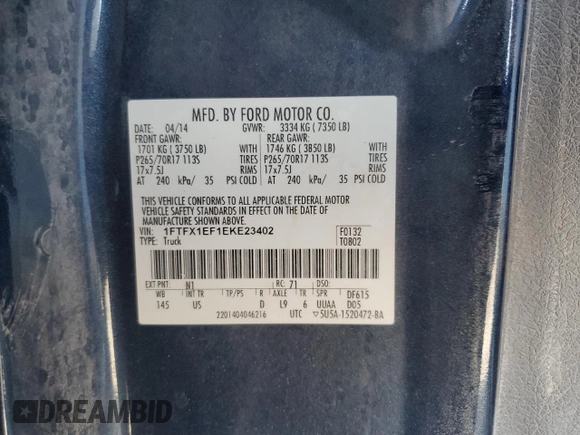 MFD. BY FORD MOTOR CO.
DATE: 04/14 GVWR: 3334 KG ( 7350 LB)
FRONT GAWR: REAR GAWR:
1701 KG ( 3750 LB) WITH 1746 KG ( 3850 LB) WITH
P265/70R17 113S TIRES P265/70R17 113S TIRES
17x7.5J RIMS 17x7.5J RIMS
AT 240 kPa/ 35 PSI COLD AT 240 kPa/ 35 PSI COLD
THIS VEHICLE CONFORMS TO ALL APPLICABLE FEDERAL MOTOR
VEHICLE SAFETY STANDARDS IN EFFECT ON THE DATE OF
MANUFACTURE SHOWN ABOVE.
VIN: 1FTFX1EF1EKE23402 F0132
TYPE: Truck T0802
EXT PNT: N1 RC: 71 DSO:
WB INT TR TP/PS R AXLE TR SPR DF615
145 US D L9 6 UUAA D05
2201404046216 UTC ▽5U5A-1520472-BA
DREAMBID